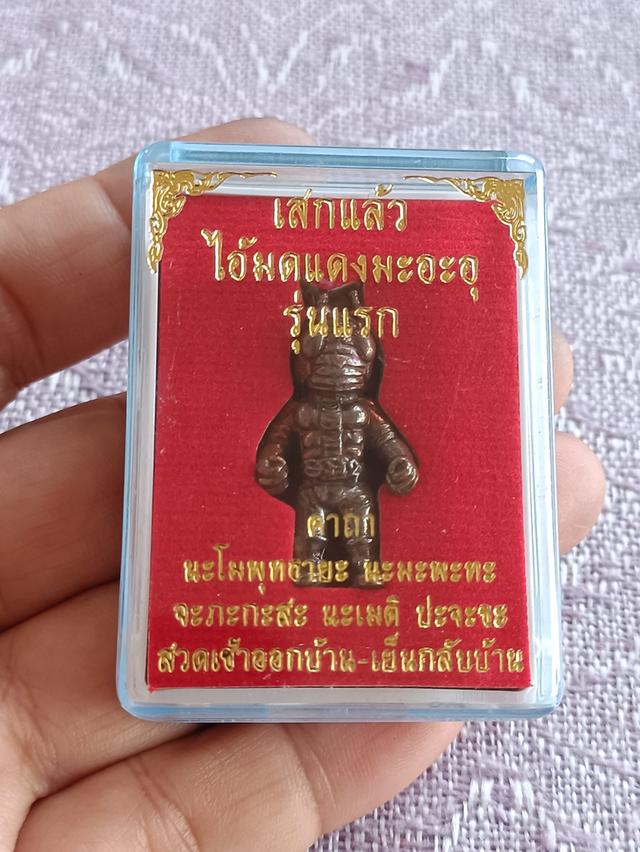 เสกแล้ว
ไอ้มดแดงมะอะอุ
รุ่นแรก
คาถา
นะโมพุทธายะ นะมะพะทะ
จะภะกะสะ นะเมติ ปะจะขะ
สวดเช้าออกบ้าน-เย็นกลับบ้าน